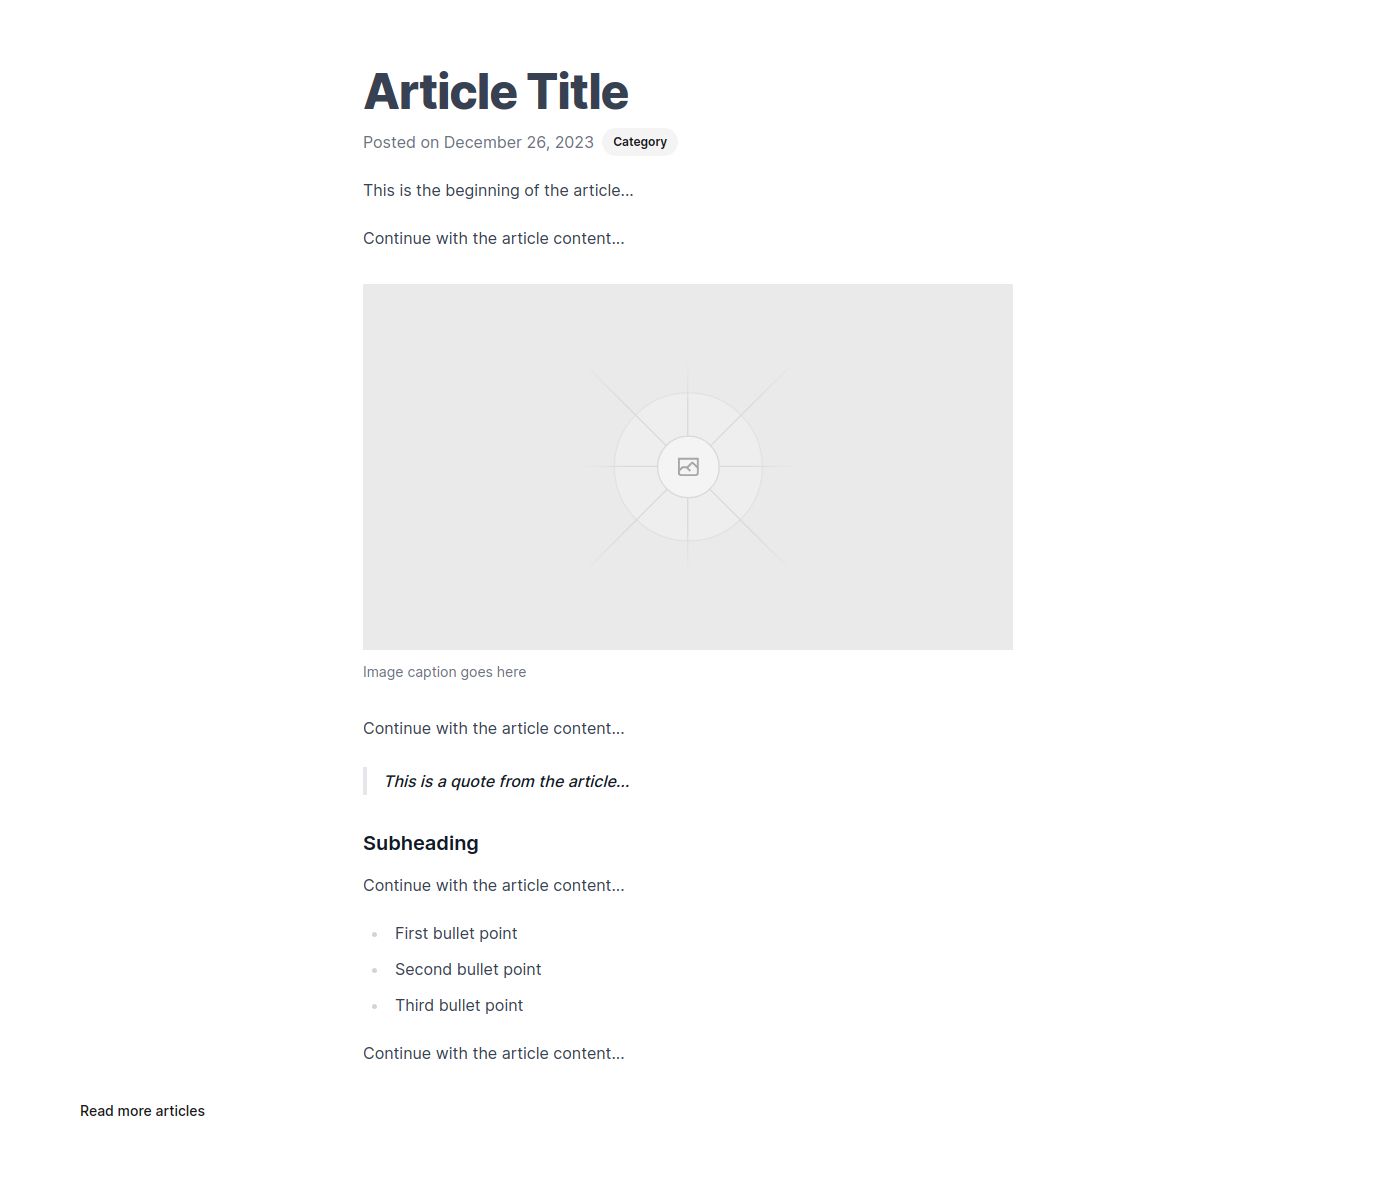 Article Title
Posted on December 26, 2023 Category
This is the beginning of the article...
Continue with the article content...
Image caption goes here
Continue with the article content...
This is a quote from the article...
Subheading
Continue with the article content...
First bullet point
Second bullet point
Third bullet point
Continue with the article content...
Read more articles